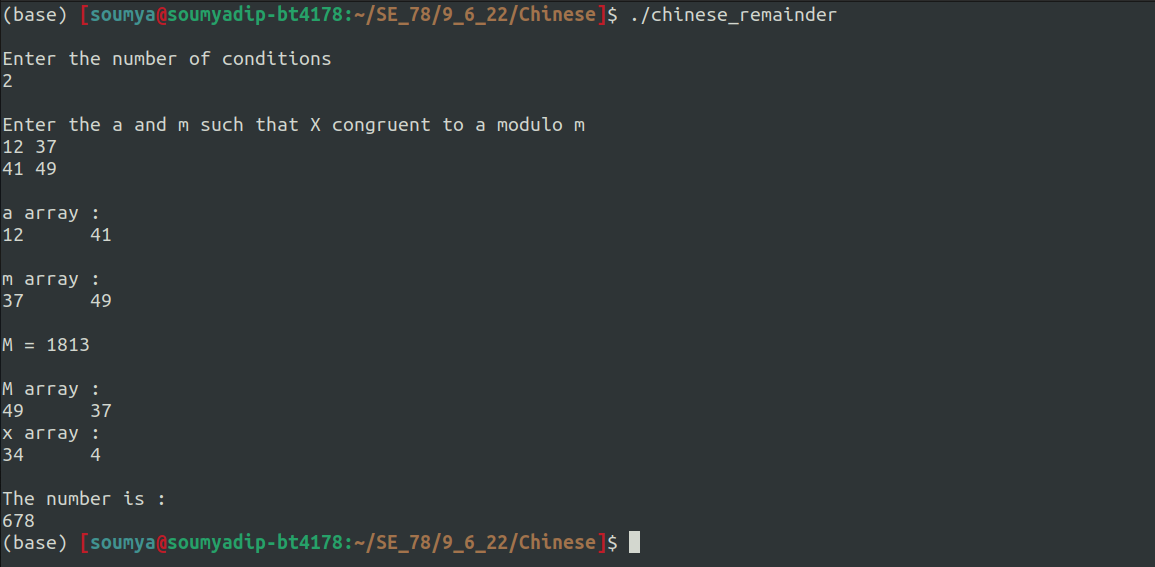 (base) [soumya@soumyadip-bt4178:~/SE_78/9_6_22/Chinese]$ ./chinese_remainder
Enter the number of conditions
2
Enter the a and m such that X congruent to a modulo m
12 37
41 49
a array :
12 41
m array :
37 49
M = 1813
M array :
49 37
x array :
34 4
The number is :
678
(base) [soumya@soumyadip-bt4178:~/SE_78/9_6_22/Chinese]$